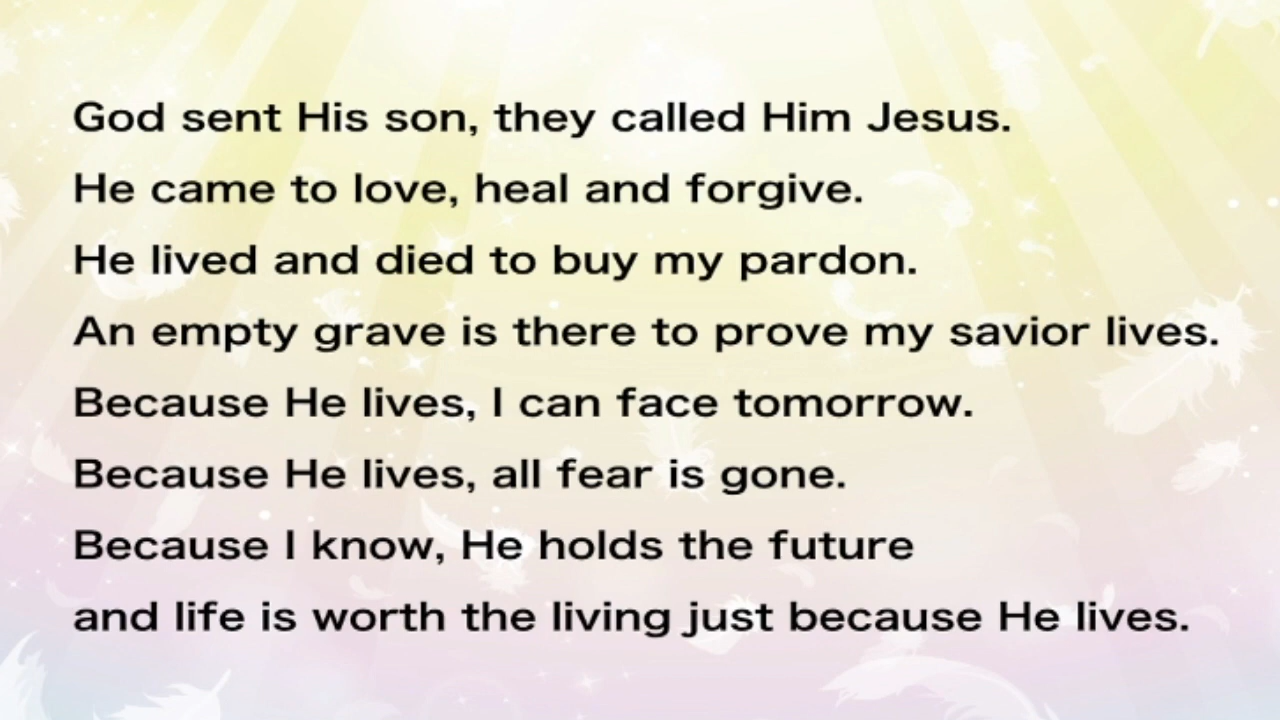 God sent His son, they called Him Jesus.
He came to love, heal and forgive.
He lived and died to buy my pardon.
An empty grave is there to prove my savior lives.
Because He lives, I can face tomorrow.
Because He lives, all fear is gone.
Because I know, He holds the future
and life is worth the living just because He lives.